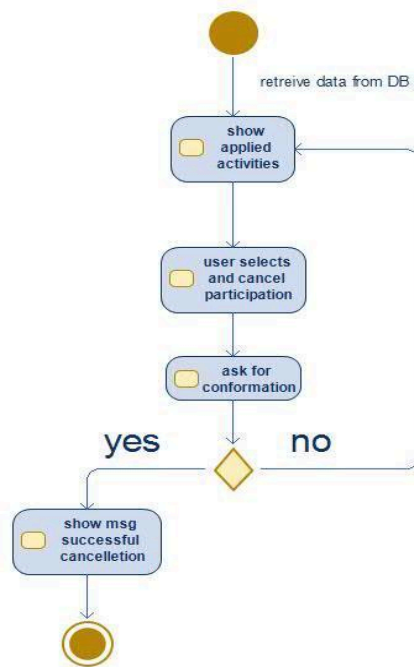 retreive data from DB
show
applied
activities
user selects
and cancel
participation
ask for
conformation
yes
no
show msg
successful
cancelletion